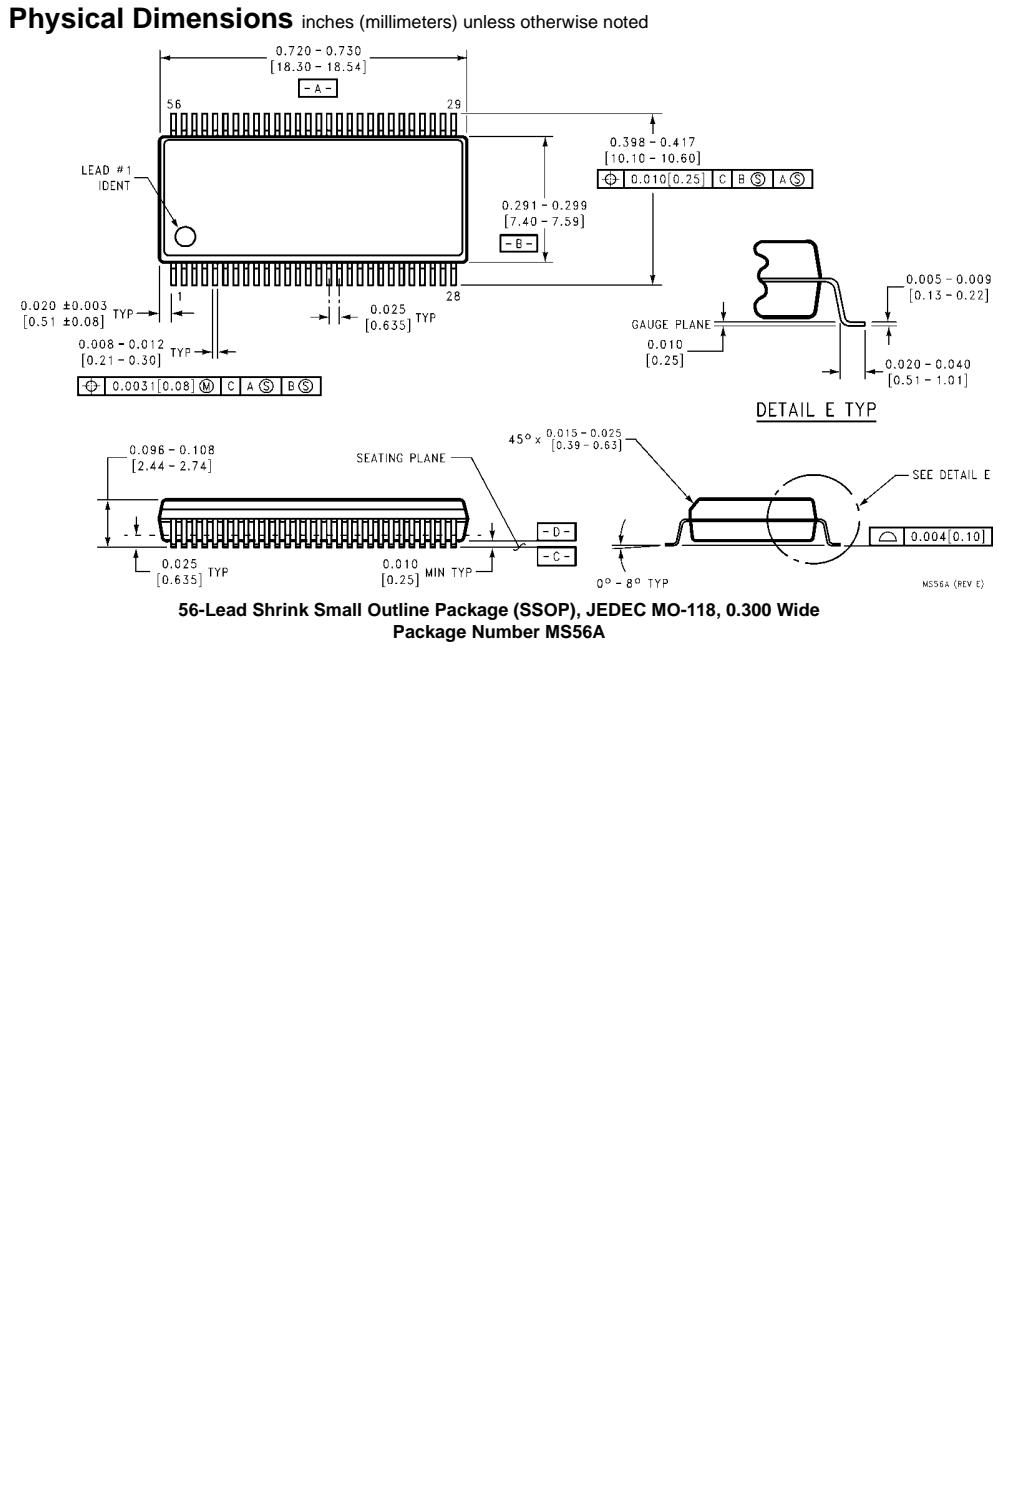 Physical Dimensions inches (millimeters) unless otherwise noted
0.720 – 0.730
[18.30 – 18.54]
– A –
56
29
0.398 – 0.417
[10.10 – 10.60]
⌖ 0.010[0.25] C B Ⓢ A Ⓢ
LEAD #1
IDENT
0.291 – 0.299
[7.40 – 7.59]
– B –
1
28
0.020 ±0.003
[0.51 ±0.08] TYP
0.025
[0.635] TYP
0.008 – 0.012
[0.21 – 0.30] TYP
⌖ 0.0031[0.08] Ⓜ C A Ⓢ B Ⓢ
0.005 – 0.009
[0.13 – 0.22]
GAUGE PLANE
0.010
[0.25]
0.020 – 0.040
[0.51 – 1.01]
DETAIL E TYP
0.096 – 0.108
[2.44 – 2.74]
SEATING PLANE
45° x 0.015 – 0.025
[0.39 – 0.63]
SEE DETAIL E
– D –
– C –
⌓ 0.004[0.10]
0.025
[0.635] TYP
0.010
[0.25] MIN TYP
0° – 8° TYP
MS56A (REV E)
56-Lead Shrink Small Outline Package (SSOP), JEDEC MO-118, 0.300 Wide
Package Number MS56A